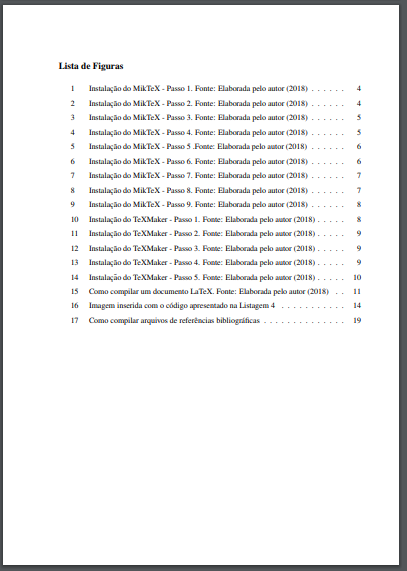 Lista de Figuras
1 Instalação do MikTeX - Passo 1. Fonte: Elaborada pelo autor (2018) . . . . . . 4
2 Instalação do MikTeX - Passo 2. Fonte: Elaborada pelo autor (2018) . . . . . . 4
3 Instalação do MikTeX - Passo 3. Fonte: Elaborada pelo autor (2018) . . . . . . 5
4 Instalação do MikTeX - Passo 4. Fonte: Elaborada pelo autor (2018) . . . . . . 5
5 Instalação do MikTeX - Passo 5 .Fonte: Elaborada pelo autor (2018) . . . . . . 6
6 Instalação do MikTeX - Passo 6. Fonte: Elaborada pelo autor (2018) . . . . . . 6
7 Instalação do MikTeX - Passo 7. Fonte: Elaborada pelo autor (2018) . . . . . . 7
8 Instalação do MikTeX - Passo 8. Fonte: Elaborada pelo autor (2018) . . . . . . 7
9 Instalação do MikTeX - Passo 9. Fonte: Elaborada pelo autor (2018) . . . . . . 8
10 Instalação do TeXMaker - Passo 1. Fonte: Elaborada pelo autor (2018) . . . . . 8
11 Instalação do TeXMaker - Passo 2. Fonte: Elaborada pelo autor (2018) . . . . . 9
12 Instalação do TeXMaker - Passo 3. Fonte: Elaborada pelo autor (2018) . . . . . 9
13 Instalação do TeXMaker - Passo 4. Fonte: Elaborada pelo autor (2018) . . . . . 9
14 Instalação do TeXMaker - Passo 5. Fonte: Elaborada pelo autor (2018) . . . . . 10
15 Como compilar um documento LaTeX. Fonte: Elaborada pelo autor (2018) . . 11
16 Imagem inserida com o código apresentado na Listagem 4 . . . . . . . . . . . 14
17 Como compilar arquivos de referências bibliográficas . . . . . . . . . . . . . 19